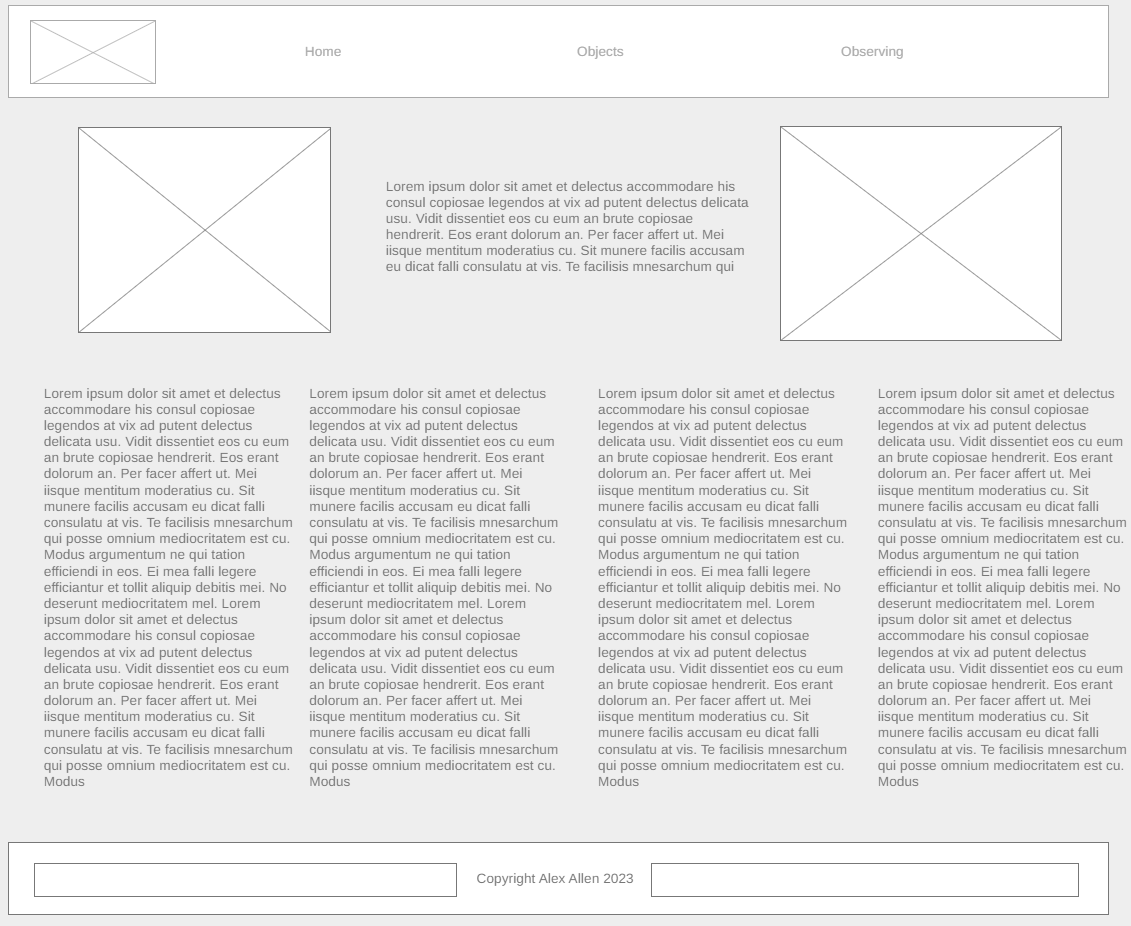 Home
Objects
Observing
Lorem ipsum dolor sit amet et delectus accommodare his
consul copiosae legendos at vix ad putent delectus delicata
usu. Vidit dissentiet eos cu eum an brute copiosae
hendrerit. Eos erant dolorum an. Per facer affert ut. Mei
iisque mentitum moderatius cu. Sit munere facilis accusam
eu dicat falli consulatu at vis. Te facilisis mnesarchum qui
Lorem ipsum dolor sit amet et delectus
accommodare his consul copiosae
legendos at vix ad putent delectus
delicata usu. Vidit dissentiet eos cu eum
an brute copiosae hendrerit. Eos erant
dolorum an. Per facer affert ut. Mei
iisque mentitum moderatius cu. Sit
munere facilis accusam eu dicat falli
consulatu at vis. Te facilisis mnesarchum
qui posse omnium mediocritatem est cu.
Modus argumentum ne qui tation
efficiendi in eos. Ei mea falli legere
efficiantur et tollit aliquip debitis mei. No
deserunt mediocritatem mel. Lorem
ipsum dolor sit amet et delectus
accommodare his consul copiosae
legendos at vix ad putent delectus
delicata usu. Vidit dissentiet eos cu eum
an brute copiosae hendrerit. Eos erant
dolorum an. Per facer affert ut. Mei
iisque mentitum moderatius cu. Sit
munere facilis accusam eu dicat falli
consulatu at vis. Te facilisis mnesarchum
qui posse omnium mediocritatem est cu.
Modus
Lorem ipsum dolor sit amet et delectus
accommodare his consul copiosae
legendos at vix ad putent delectus
delicata usu. Vidit dissentiet eos cu eum
an brute copiosae hendrerit. Eos erant
dolorum an. Per facer affert ut. Mei
iisque mentitum moderatius cu. Sit
munere facilis accusam eu dicat falli
consulatu at vis. Te facilisis mnesarchum
qui posse omnium mediocritatem est cu.
Modus argumentum ne qui tation
efficiendi in eos. Ei mea falli legere
efficiantur et tollit aliquip debitis mei. No
deserunt mediocritatem mel. Lorem
ipsum dolor sit amet et delectus
accommodare his consul copiosae
legendos at vix ad putent delectus
delicata usu. Vidit dissentiet eos cu eum
an brute copiosae hendrerit. Eos erant
dolorum an. Per facer affert ut. Mei
iisque mentitum moderatius cu. Sit
munere facilis accusam eu dicat falli
consulatu at vis. Te facilisis mnesarchum
qui posse omnium mediocritatem est cu.
Modus
Lorem ipsum dolor sit amet et delectus
accommodare his consul copiosae
legendos at vix ad putent delectus
delicata usu. Vidit dissentiet eos cu eum
an brute copiosae hendrerit. Eos erant
dolorum an. Per facer affert ut. Mei
iisque mentitum moderatius cu. Sit
munere facilis accusam eu dicat falli
consulatu at vis. Te facilisis mnesarchum
qui posse omnium mediocritatem est cu.
Modus argumentum ne qui tation
efficiendi in eos. Ei mea falli legere
efficiantur et tollit aliquip debitis mei. No
deserunt mediocritatem mel. Lorem
ipsum dolor sit amet et delectus
accommodare his consul copiosae
legendos at vix ad putent delectus
delicata usu. Vidit dissentiet eos cu eum
an brute copiosae hendrerit. Eos erant
dolorum an. Per facer affert ut. Mei
iisque mentitum moderatius cu. Sit
munere facilis accusam eu dicat falli
consulatu at vis. Te facilisis mnesarchum
qui posse omnium mediocritatem est cu.
Modus
Lorem ipsum dolor sit amet et delectus
accommodare his consul copiosae
legendos at vix ad putent delectus
delicata usu. Vidit dissentiet eos cu eum
an brute copiosae hendrerit. Eos erant
dolorum an. Per facer affert ut. Mei
iisque mentitum moderatius cu. Sit
munere facilis accusam eu dicat falli
consulatu at vis. Te facilisis mnesarchum
qui posse omnium mediocritatem est cu.
Modus argumentum ne qui tation
efficiendi in eos. Ei mea falli legere
efficiantur et tollit aliquip debitis mei. No
deserunt mediocritatem mel. Lorem
ipsum dolor sit amet et delectus
accommodare his consul copiosae
legendos at vix ad putent delectus
delicata usu. Vidit dissentiet eos cu eum
an brute copiosae hendrerit. Eos erant
dolorum an. Per facer affert ut. Mei
iisque mentitum moderatius cu. Sit
munere facilis accusam eu dicat falli
consulatu at vis. Te facilisis mnesarchum
qui posse omnium mediocritatem est cu.
Modus
Copyright Alex Allen 2023